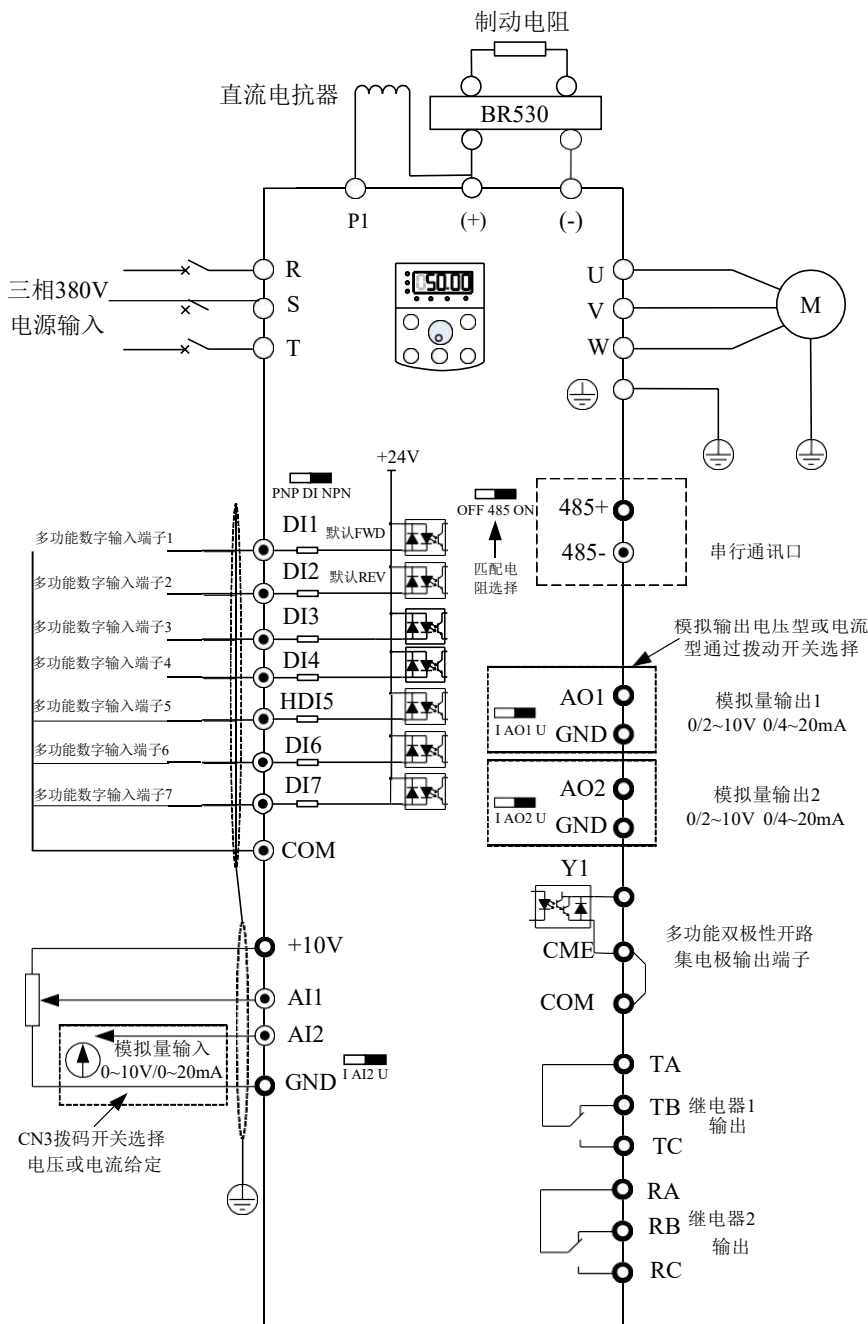 制动电阻
直流电抗器
BR530
P1
(+)
(-)
三相380V
电源输入
R
S
T
50.00
U
V
W
M
+24V
PNP DI NPN
OFF 485 ON
匹配电
阻选择
485+
485-
串行通讯口
多功能数字输入端子1
DI1
默认FWD
多功能数字输入端子2
DI2
默认REV
多功能数字输入端子3
DI3
多功能数字输入端子4
DI4
多功能数字输入端子5
HDI5
多功能数字输入端子6
DI6
多功能数字输入端子7
DI7
COM
模拟输出电压型或电流
型通过拨动开关选择
I AO1 U
AO1
GND
模拟量输出1
0/2~10V 0/4~20mA
I AO2 U
AO2
GND
模拟量输出2
0/2~10V 0/4~20mA
Y1
CME
COM
多功能双极性开路
集电极输出端子
+10V
AI1
AI2
GND
I AI2 U
模拟量输入
0~10V/0~20mA
CN3拨码开关选择
电压或电流给定
TA
TB
TC
继电器1
输出
RA
RB
RC
继电器2
输出